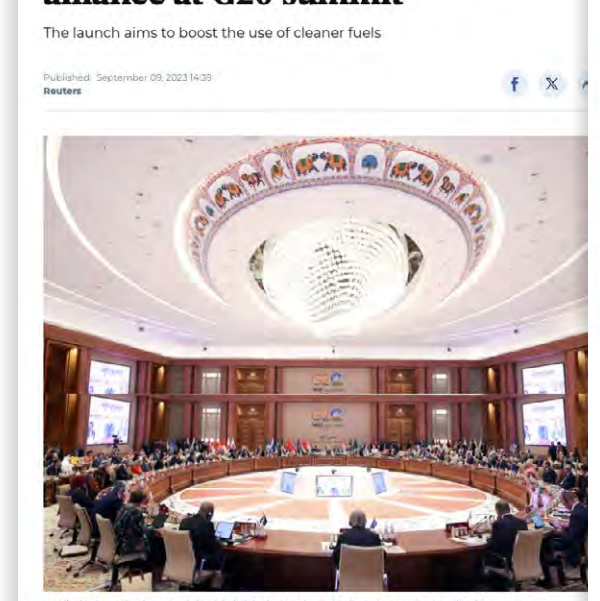 alliance at G20 summit
The launch aims to boost the use of cleaner fuels
Published: September 09, 2023 14:39
Reuters